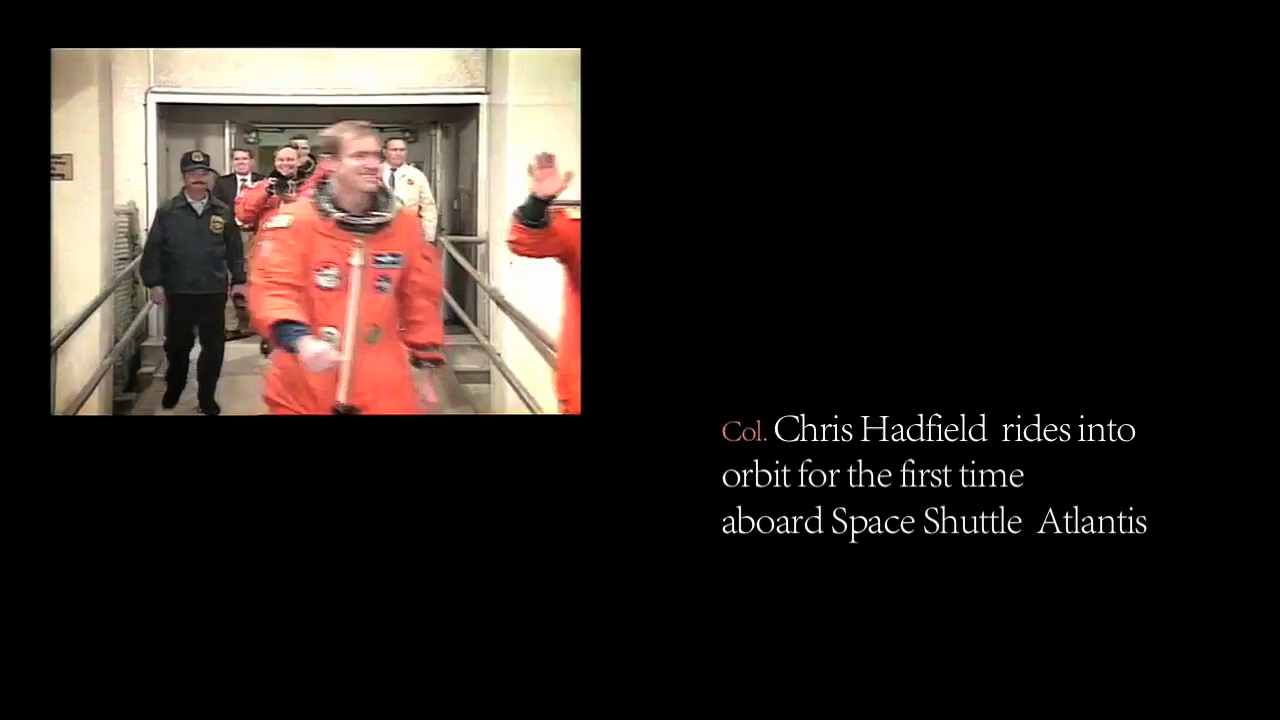 Col. Chris Hadfield rides into
orbit for the first time
aboard Space Shuttle Atlantis